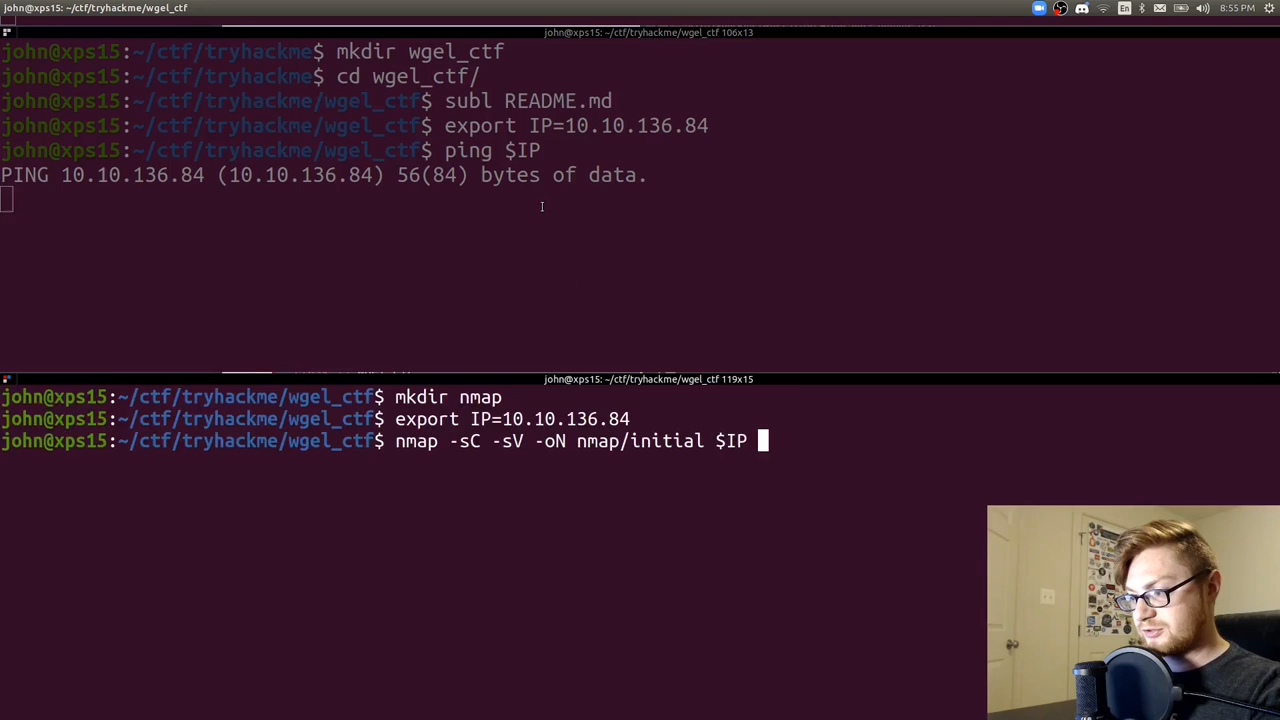 john@xps15: ~/ctf/tryhackme/wgel_ctf
En
8:55 PM
john@xps15: ~/ctf/tryhackme/wgel_ctf 106x13
john@xps15:~/ctf/tryhackme$ mkdir wgel_ctf
john@xps15:~/ctf/tryhackme$ cd wgel_ctf/
john@xps15:~/ctf/tryhackme/wgel_ctf$ subl README.md
john@xps15:~/ctf/tryhackme/wgel_ctf$ export IP=10.10.136.84
john@xps15:~/ctf/tryhackme/wgel_ctf$ ping $IP
PING 10.10.136.84 (10.10.136.84) 56(84) bytes of data.
john@xps15: ~/ctf/tryhackme/wgel_ctf 119x15
john@xps15:~/ctf/tryhackme/wgel_ctf$ mkdir nmap
john@xps15:~/ctf/tryhackme/wgel_ctf$ export IP=10.10.136.84
john@xps15:~/ctf/tryhackme/wgel_ctf$ nmap -sC -sV -oN nmap/initial $IP